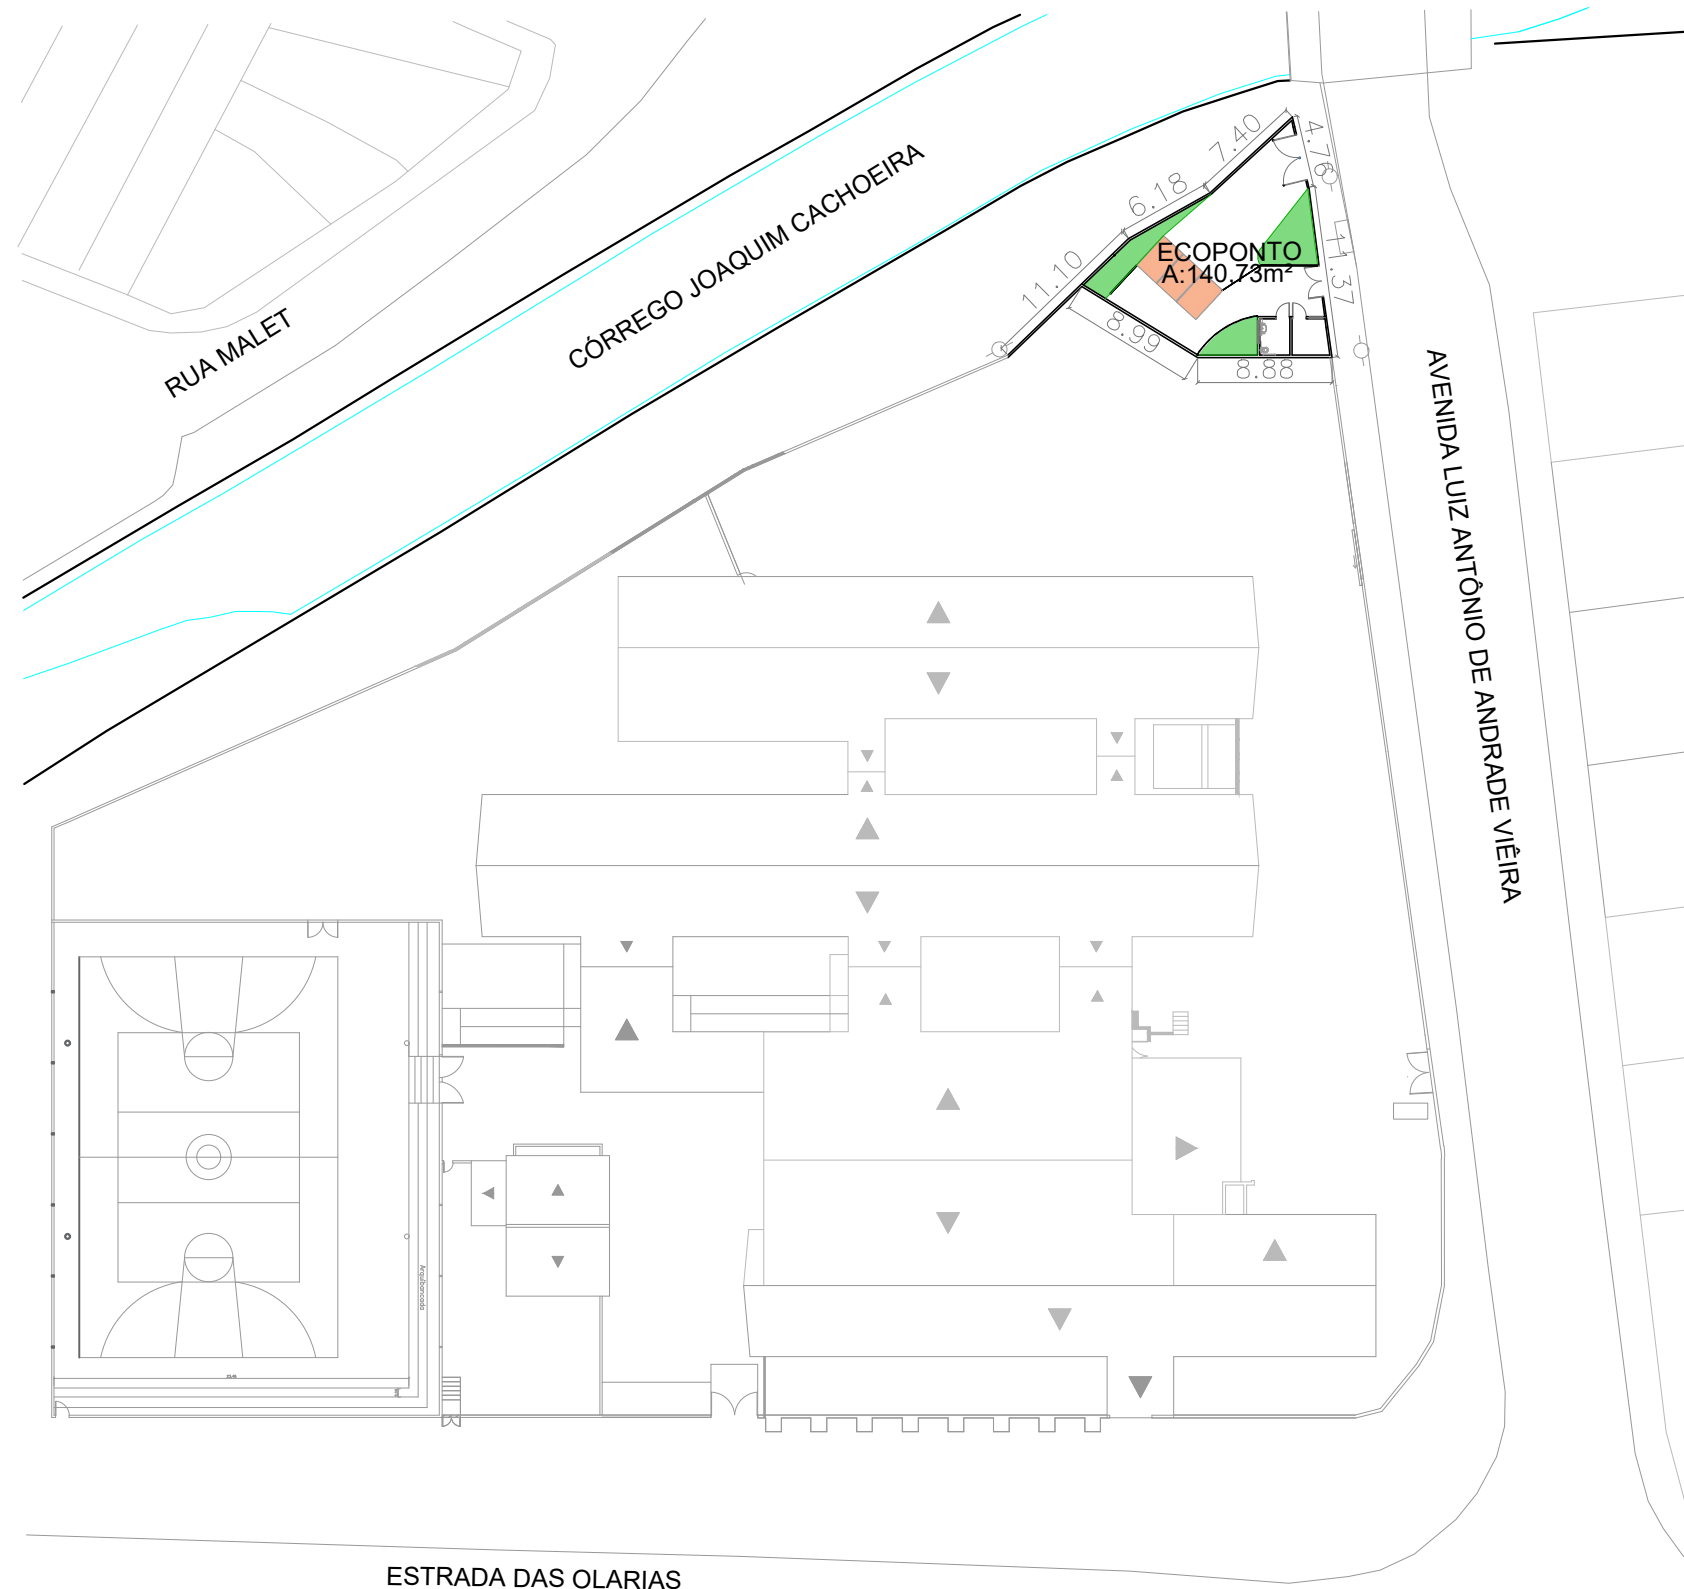 7.40
4.76
6.18
CÓRREGO JOAQUIM CACHOEIRA
ECOPONTO
A:140.73m²
11.10
11.37
RUA MALET
8.99
8.88
AVENIDA LUIZ ANTÔNIO DE ANDRADE VIÊIRA
Arquibancada
ESTRADA DAS OLARIAS